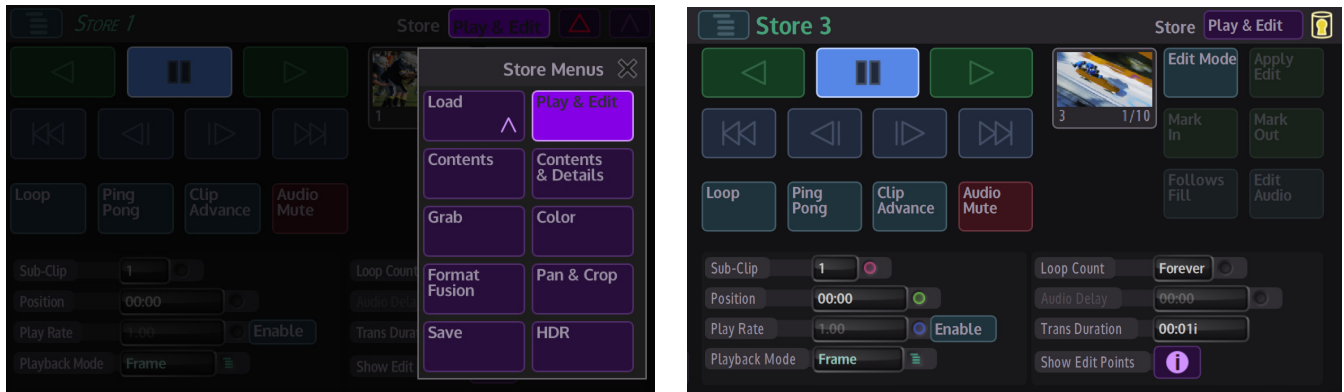 Store 1
Store Play & Edit
Store Menus
1
Load
Play & Edit
Contents
Contents
& Details
Grab
Color
Format
Fusion
Pan & Crop
Save
HDR
Loop
Ping
Pong
Clip
Advance
Audio
Mute
Sub-Clip 1
Loop Count
Position 00:00
Audio Delay
Play Rate 1.00 Enable
Trans Dura
Playback Mode Frame
Show Edit
Store 3
Store Play & Edit
3 1/10
Edit Mode
Apply
Edit
Mark
In
Mark
Out
Follows
Fill
Edit
Audio
Loop
Ping
Pong
Clip
Advance
Audio
Mute
Sub-Clip 1
Loop Count Forever
Position 00:00
Audio Delay 00:00
Play Rate 1.00 Enable
Trans Duration 00:01i
Playback Mode Frame
Show Edit Points i